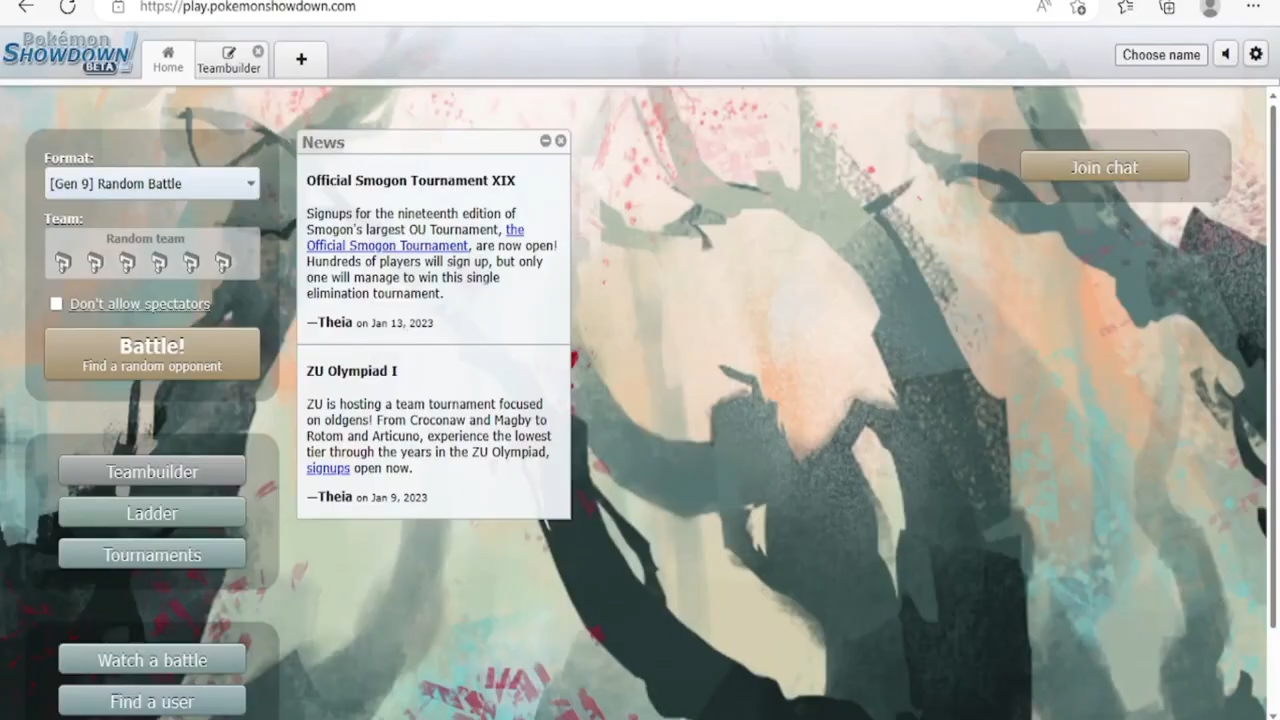 https://play.pokemonshowdown.com
Pokémon
SHOWDOWN!
BETA
Home
Teambuilder
+
Choose name
Format:
[Gen 9] Random Battle
Team:
Random team
Don't allow spectators
Battle!
Find a random opponent
Teambuilder
Ladder
Tournaments
Watch a battle
Find a user
News
Official Smogon Tournament XIX
Signups for the nineteenth edition of
Smogon's largest OU Tournament, the
Official Smogon Tournament, are now open!
Hundreds of players will sign up, but only
one will manage to win this single
elimination tournament.
—Theia on Jan 13, 2023
ZU Olympiad I
ZU is hosting a team tournament focused
on oldgens! From Croconaw and Magby to
Rotom and Articuno, experience the lowest
tier through the years in the ZU Olympiad,
signups open now.
—Theia on Jan 9, 2023
Join chat